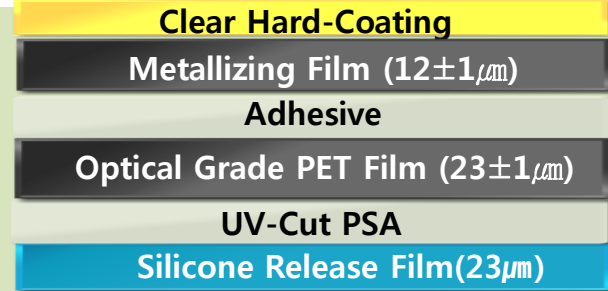 Clear Hard-Coating
Metallizing Film (12±1㎛)
Adhesive
Optical Grade PET Film (23±1㎛)
UV-Cut PSA
Silicone Release Film(23㎛)